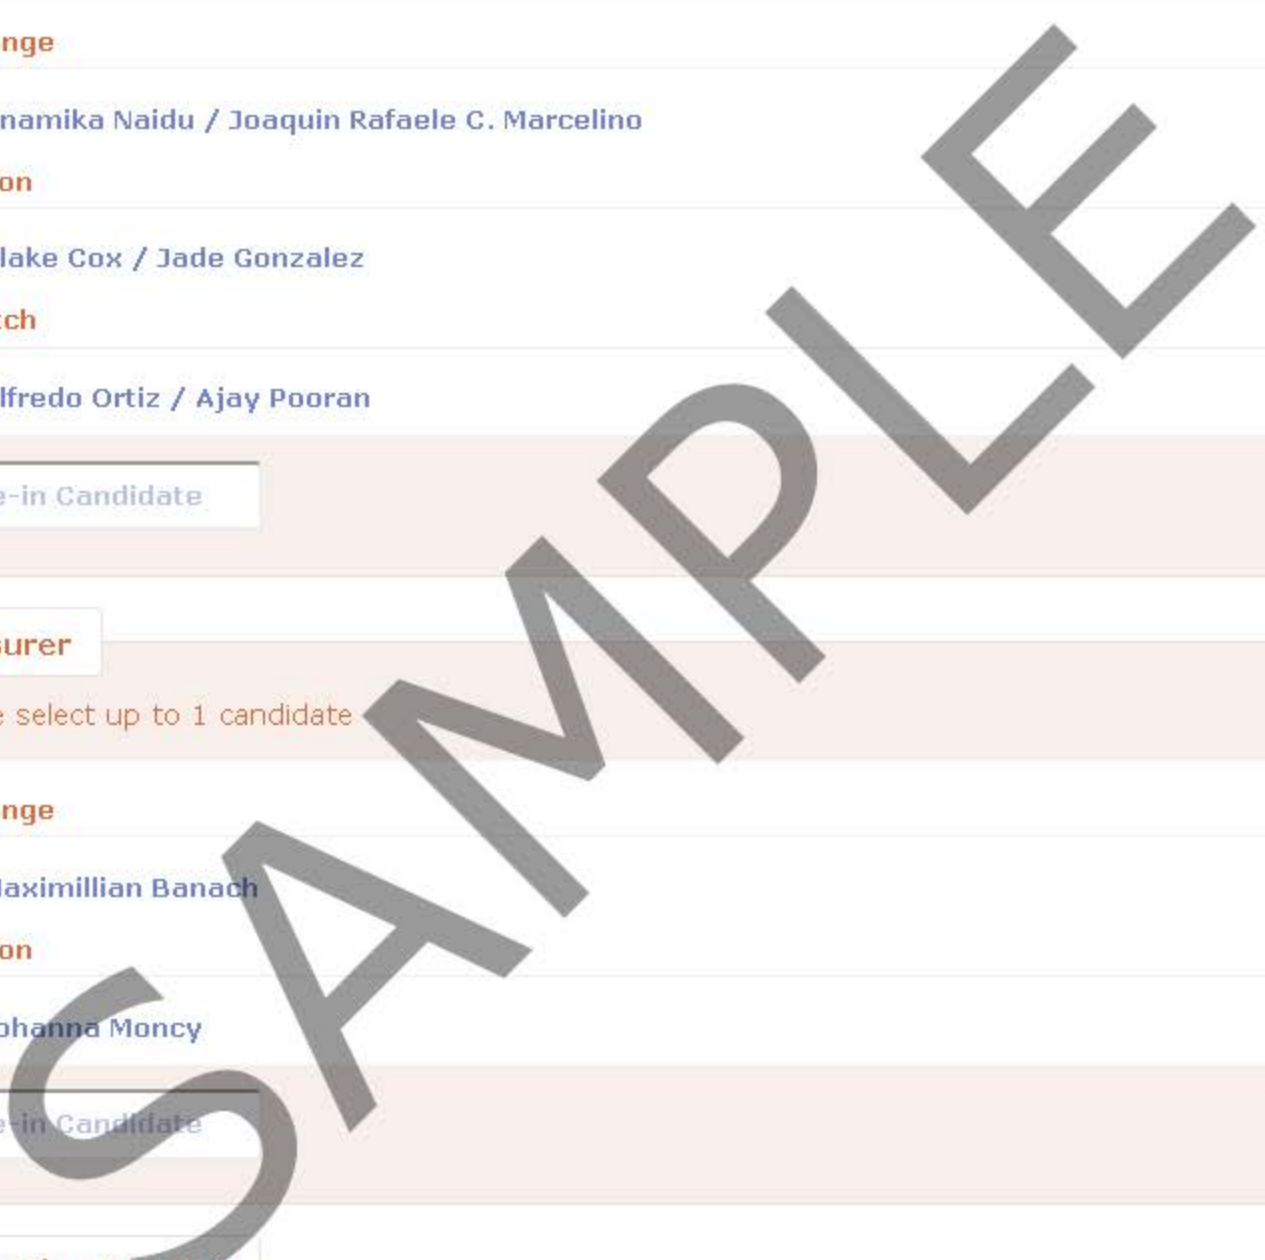 nge
namika Naidu / Joaquin Rafaele C. Marcelino
on
lake Cox / Jade Gonzalez
tch
lfredo Ortiz / Ajay Pooran
e-in Candidate
surer
e select up to 1 candidate
nge
Maximillian Banach
on
ohanna Moncy
e-in Candidate
SAMPLE